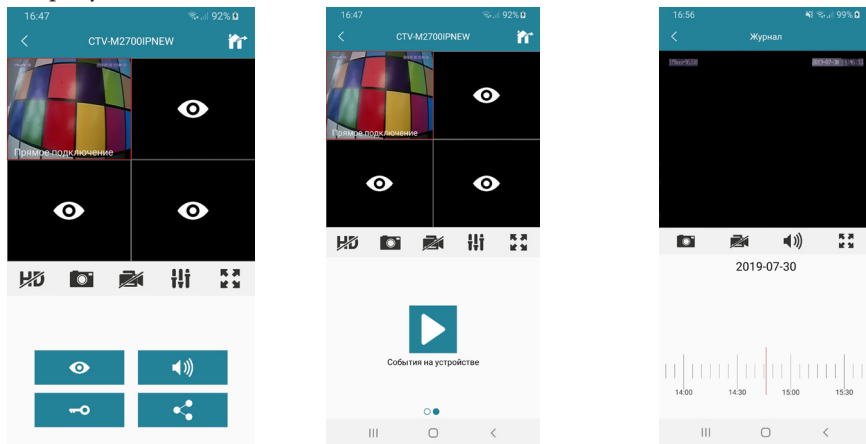 16:47 92%
CTV-M2700IPNEW
Прямое подключение
HD
16:47 92%
CTV-M2700IPNEW
Прямое подключение
HD
События на устройстве
16:56 99%
Журнал
2019-07-30
14:00 14:30 15:00 15:30